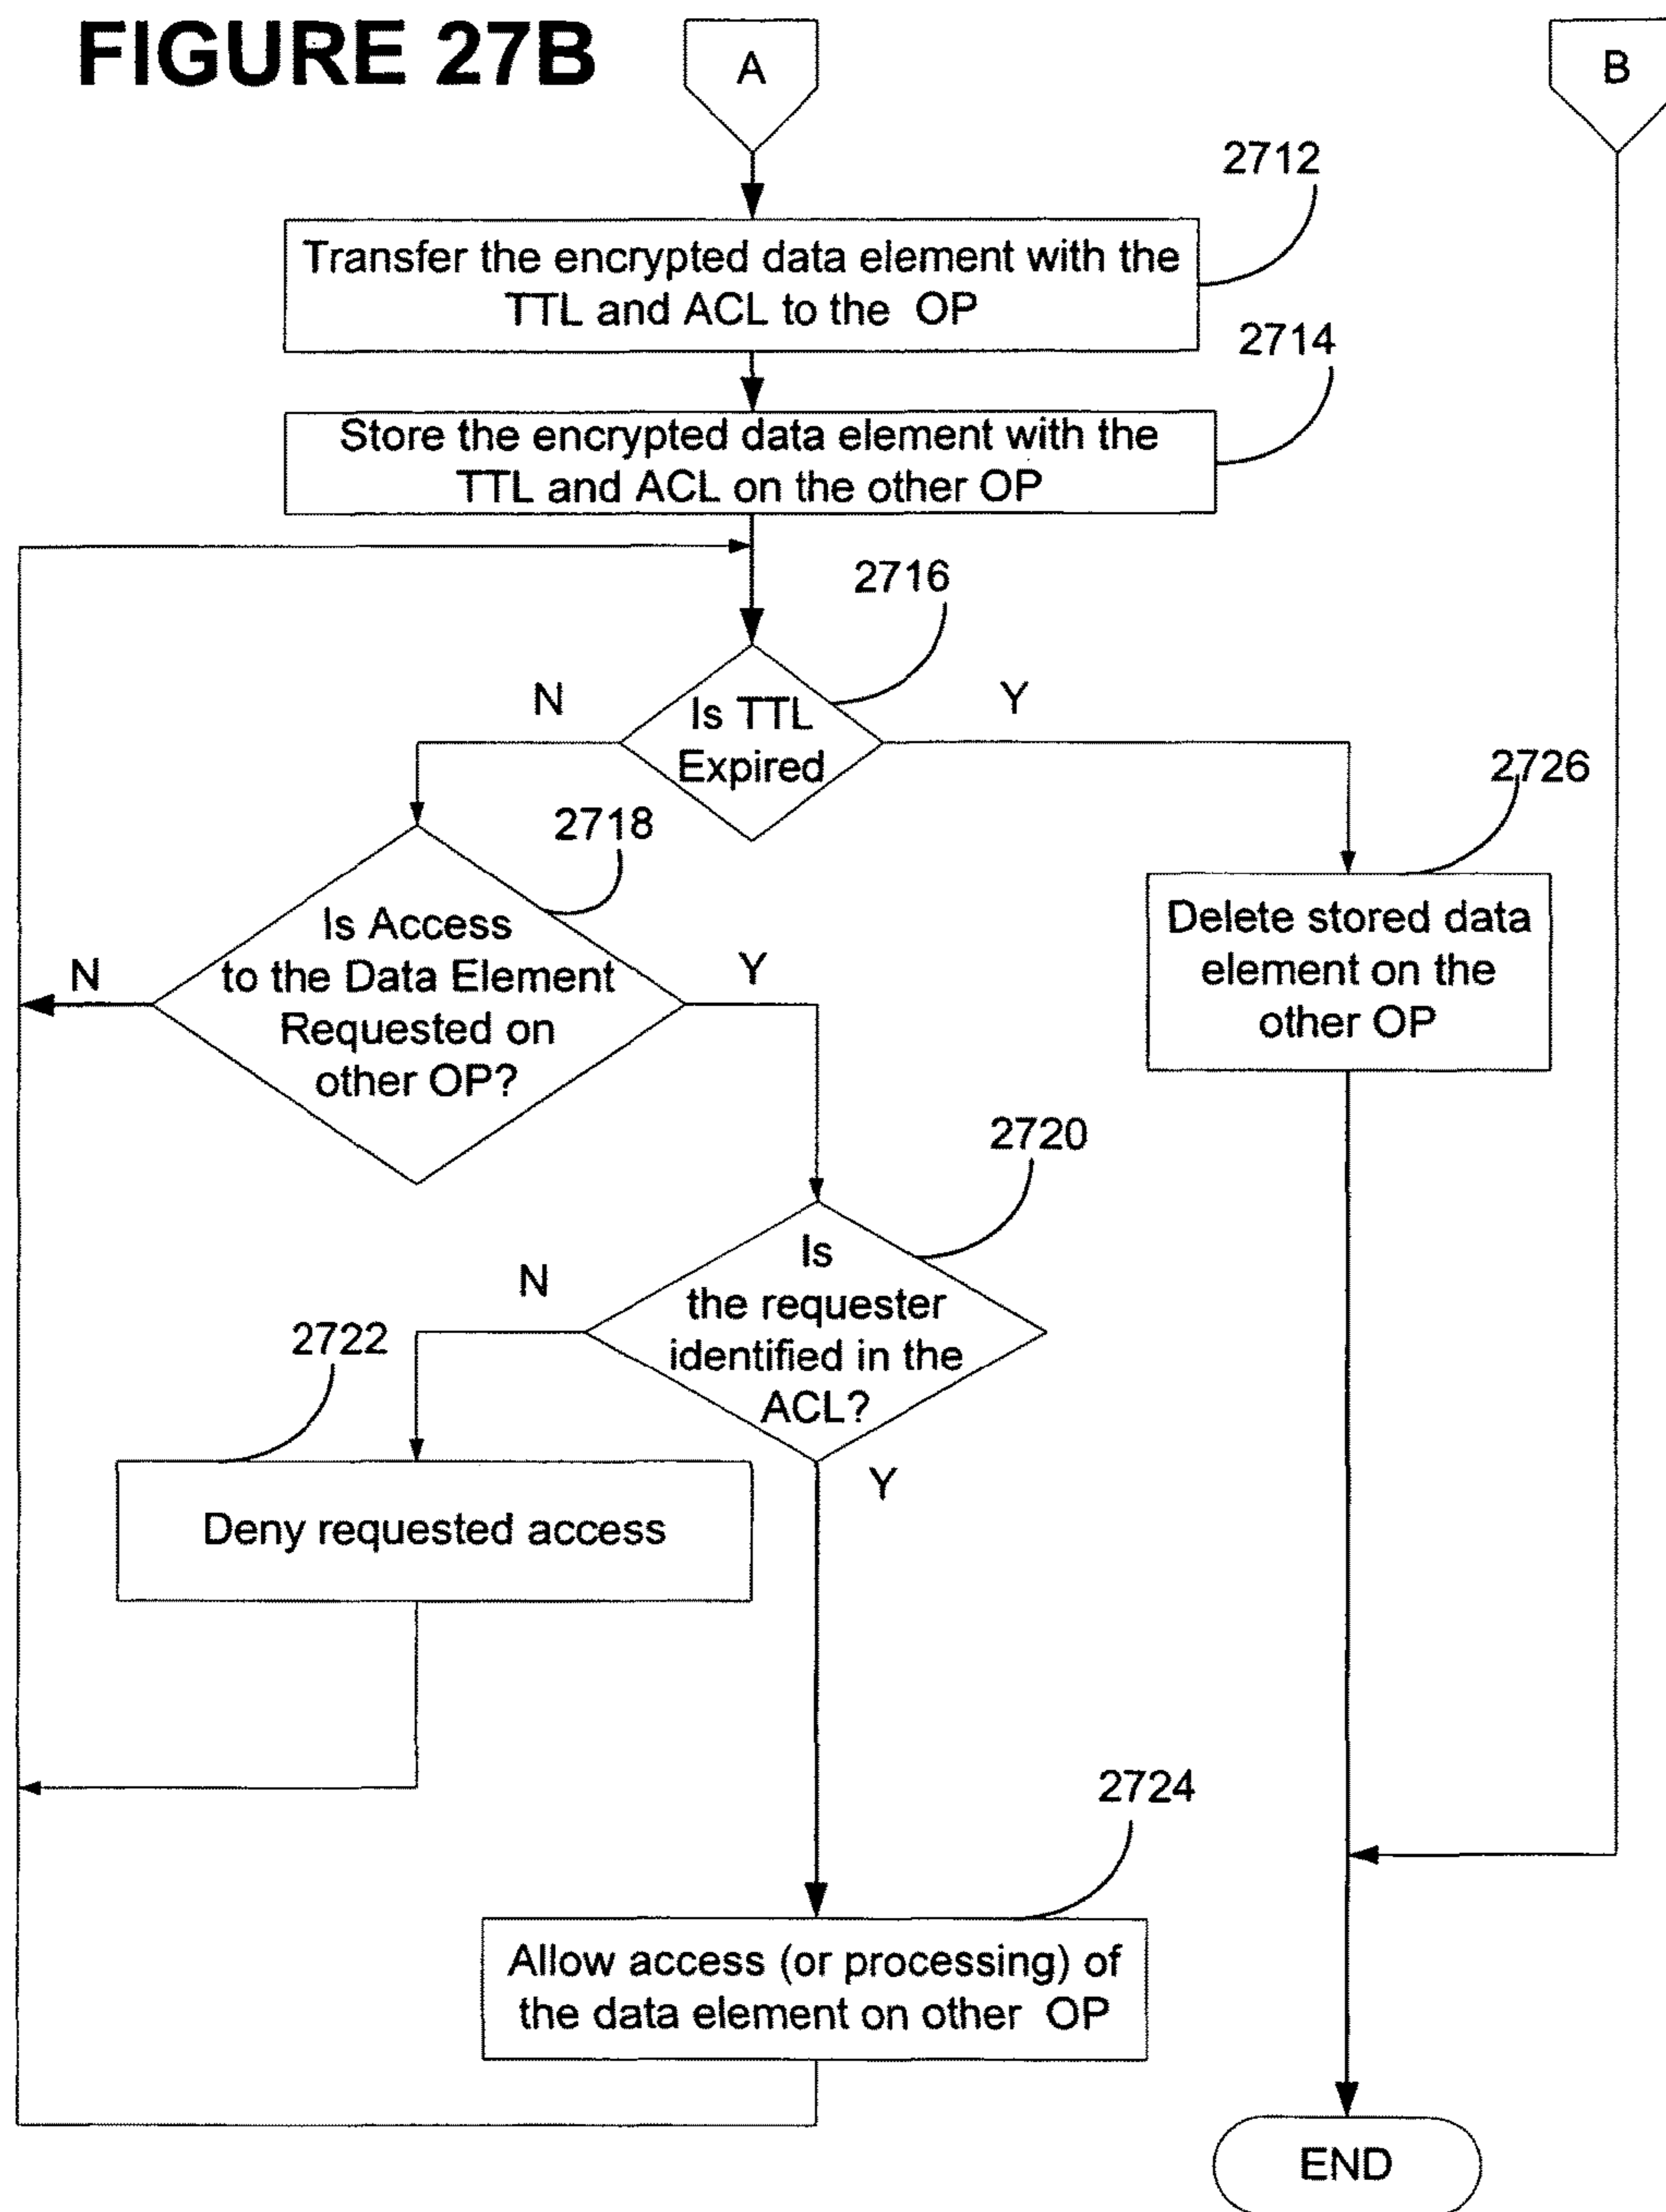 FIGURE 27B
A
B
2712
Transfer the encrypted data element with the
TTL and ACL to the OP
2714
Store the encrypted data element with the
TTL and ACL on the other OP
2716
N
Is TTL
Expired
Y
2726
2718
Delete stored data
element on the
other OP
Is Access
to the Data Element
Requested on
other OP?
N
Y
2720
Is
the requester
identified in the
ACL?
N
2722
Y
Deny requested access
2724
Allow access (or processing) of
the data element on other OP
END